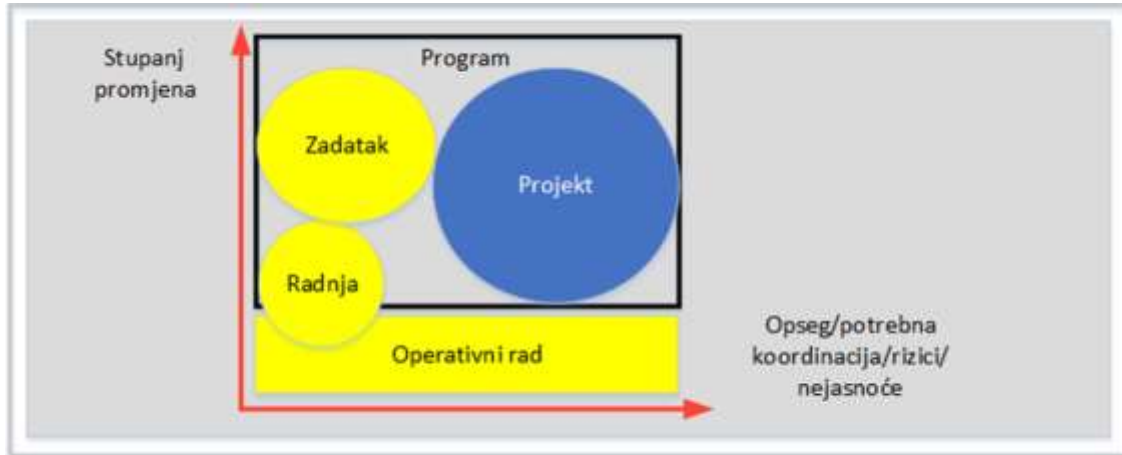 Stupanj
promjena
Program
Zadatak
Projekt
Radnja
Operativni rad
Opseg/potrebna
koordinacija/rizici/
nejasnoće